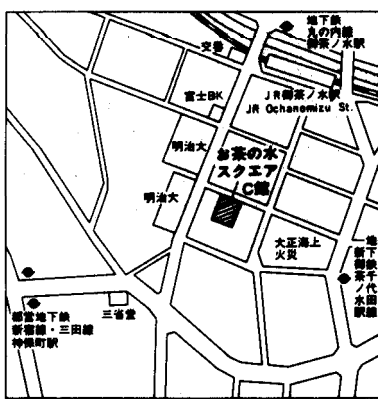 地下鉄
丸の内線
御茶ノ水駅
交番
JR御茶ノ水駅
JR Ochanomizu St.
富士BK
明治大
お茶の水
スクエア
C館
明治大
大正海上
火災
地下鉄千代田線
新御茶ノ水駅
三省堂
都営地下鉄
新宿線・三田線
神保町駅